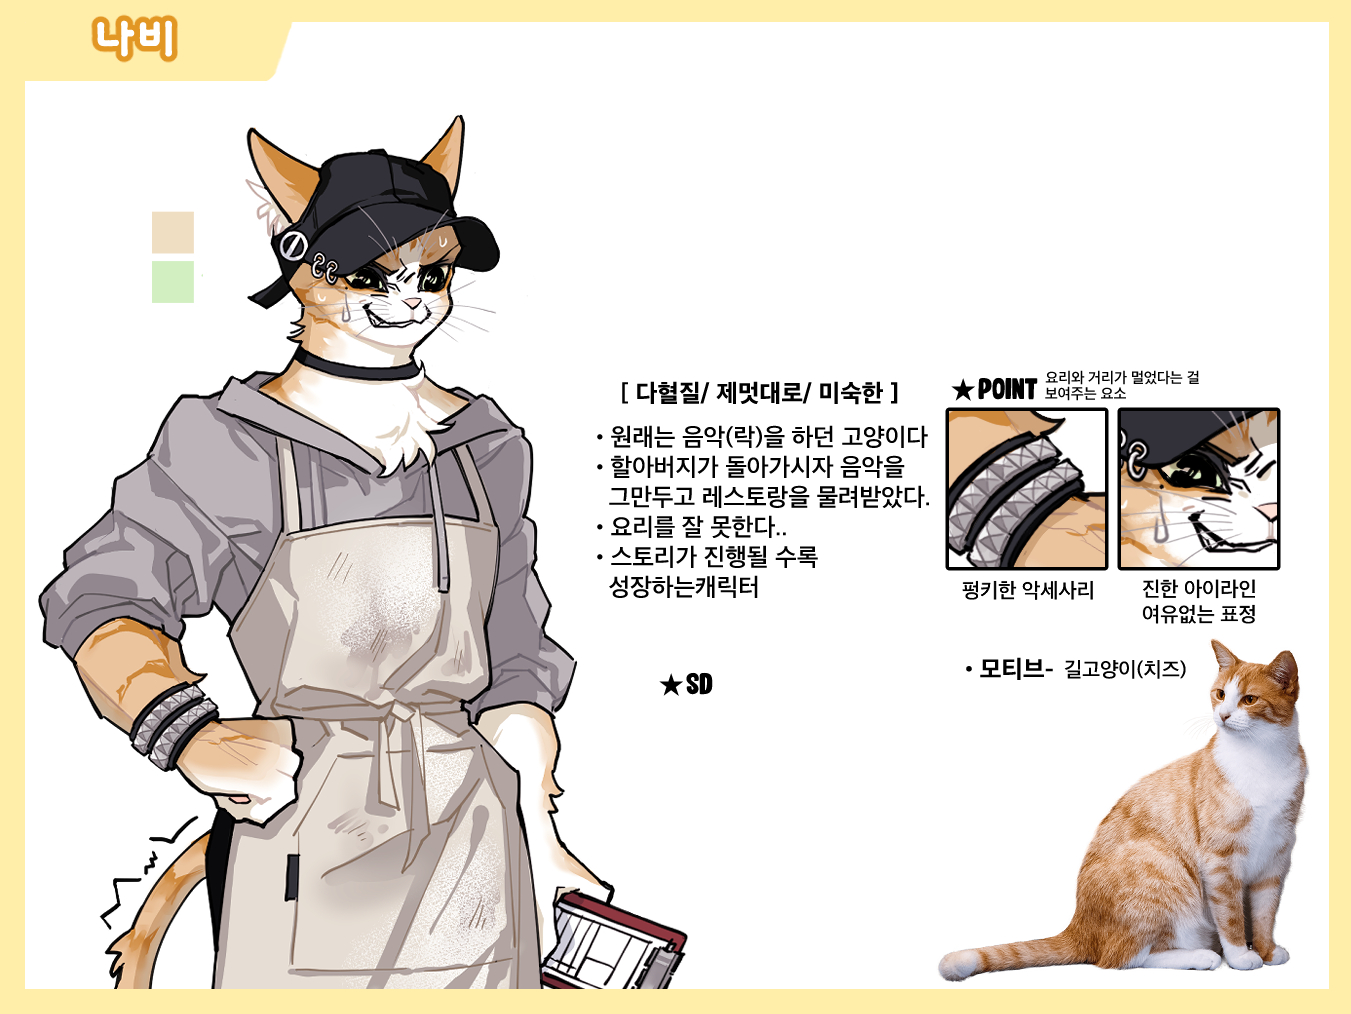 나비
[ 다혈질/ 제멋대로/ 미숙한 ]
• 원래는 음악(락)을 하던 고양이다
• 할아버지가 돌아가시자 음악을
그만두고 레스토랑을 물려받았다.
• 요리를 잘 못한다..
• 스토리가 진행될 수록
성장하는캐릭터
★SD
★POINT 요리와 거리가 멀었다는 걸
보여주는 요소
펑키한 악세사리
진한 아이라인
여유없는 표정
• 모티브- 길고양이(치즈)